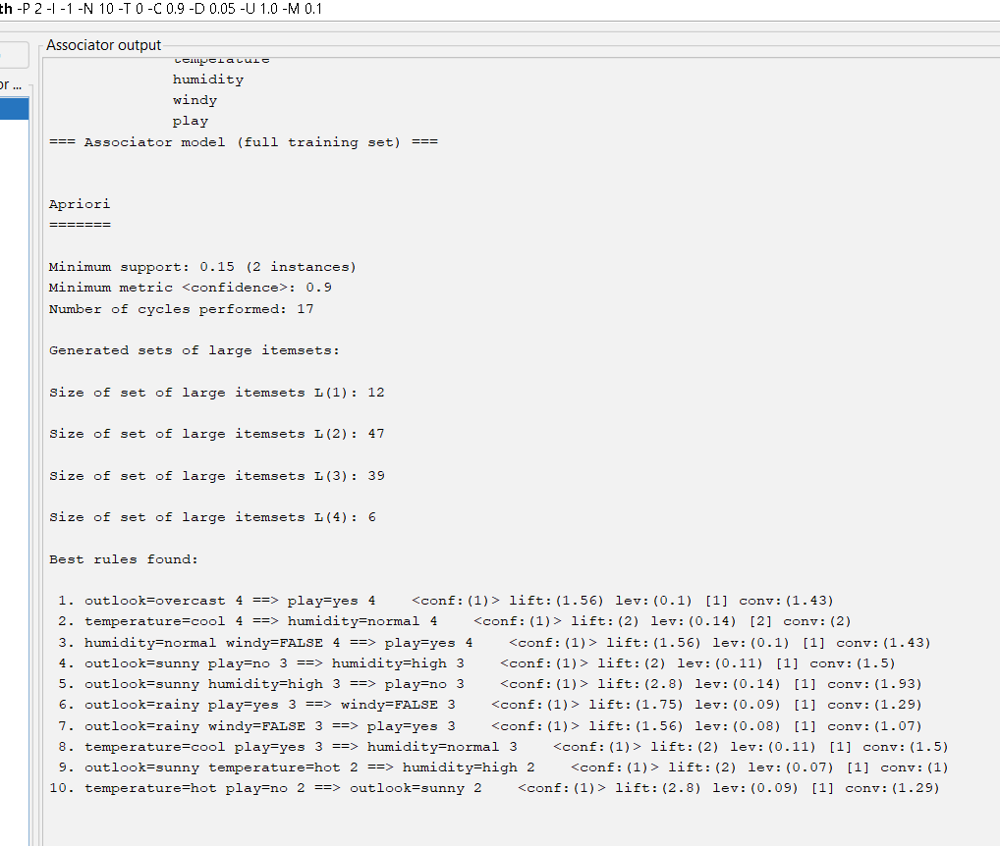 th -P 2 -I -1 -N 10 -T 0 -C 0.9 -D 0.05 -U 1.0 -M 0.1
Associator output
or ...
temperature
humidity
windy
play
=== Associator model (full training set) ===
Apriori
=======
Minimum support: 0.15 (2 instances)
Minimum metric <confidence>: 0.9
Number of cycles performed: 17
Generated sets of large itemsets:
Size of set of large itemsets L(1): 12
Size of set of large itemsets L(2): 47
Size of set of large itemsets L(3): 39
Size of set of large itemsets L(4): 6
Best rules found:
1. outlook=overcast 4 ==> play=yes 4    <conf:(1)> lift:(1.56) lev:(0.1) [1] conv:(1.43)
2. temperature=cool 4 ==> humidity=normal 4    <conf:(1)> lift:(2) lev:(0.14) [2] conv:(2)
3. humidity=normal windy=FALSE 4 ==> play=yes 4    <conf:(1)> lift:(1.56) lev:(0.1) [1] conv:(1.43)
4. outlook=sunny play=no 3 ==> humidity=high 3    <conf:(1)> lift:(2) lev:(0.11) [1] conv:(1.5)
5. outlook=sunny humidity=high 3 ==> play=no 3    <conf:(1)> lift:(2.8) lev:(0.14) [1] conv:(1.93)
6. outlook=rainy play=yes 3 ==> windy=FALSE 3    <conf:(1)> lift:(1.75) lev:(0.09) [1] conv:(1.29)
7. outlook=rainy windy=FALSE 3 ==> play=yes 3    <conf:(1)> lift:(1.56) lev:(0.08) [1] conv:(1.07)
8. temperature=cool play=yes 3 ==> humidity=normal 3    <conf:(1)> lift:(2) lev:(0.11) [1] conv:(1.5)
9. outlook=sunny temperature=hot 2 ==> humidity=high 2    <conf:(1)> lift:(2) lev:(0.07) [1] conv:(1)
10. temperature=hot play=no 2 ==> outlook=sunny 2    <conf:(1)> lift:(2.8) lev:(0.09) [1] conv:(1.29)